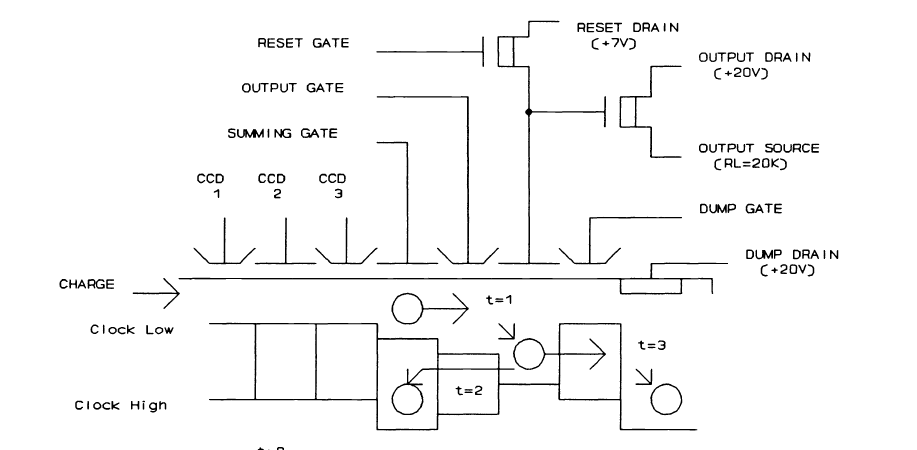 RESET GATE
RESET DRAIN
(+7V)
OUTPUT DRAIN
(+20V)
OUTPUT GATE
SUMMING GATE
OUTPUT SOURCE
(RL=20K)
CCD
1
CCD
2
CCD
3
DUMP GATE
DUMP DRAIN
(+20V)
CHARGE
t=1
Clock Low
t=3
t=2
Clock High